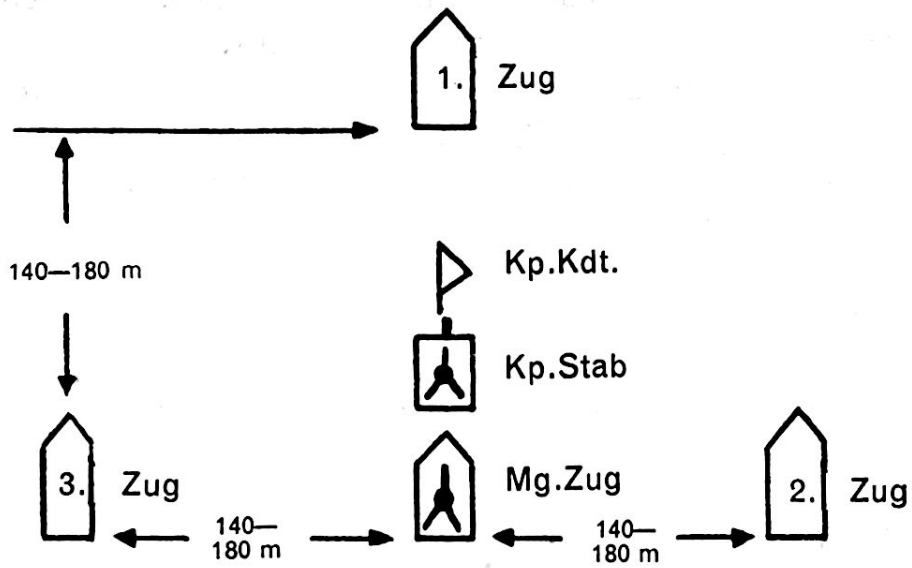 1. Zug
Kp.Kdt.
140—180 m
Kp.Stab
3. Zug
Mg.Zug
2. Zug
140—
180 m
140—
180 m